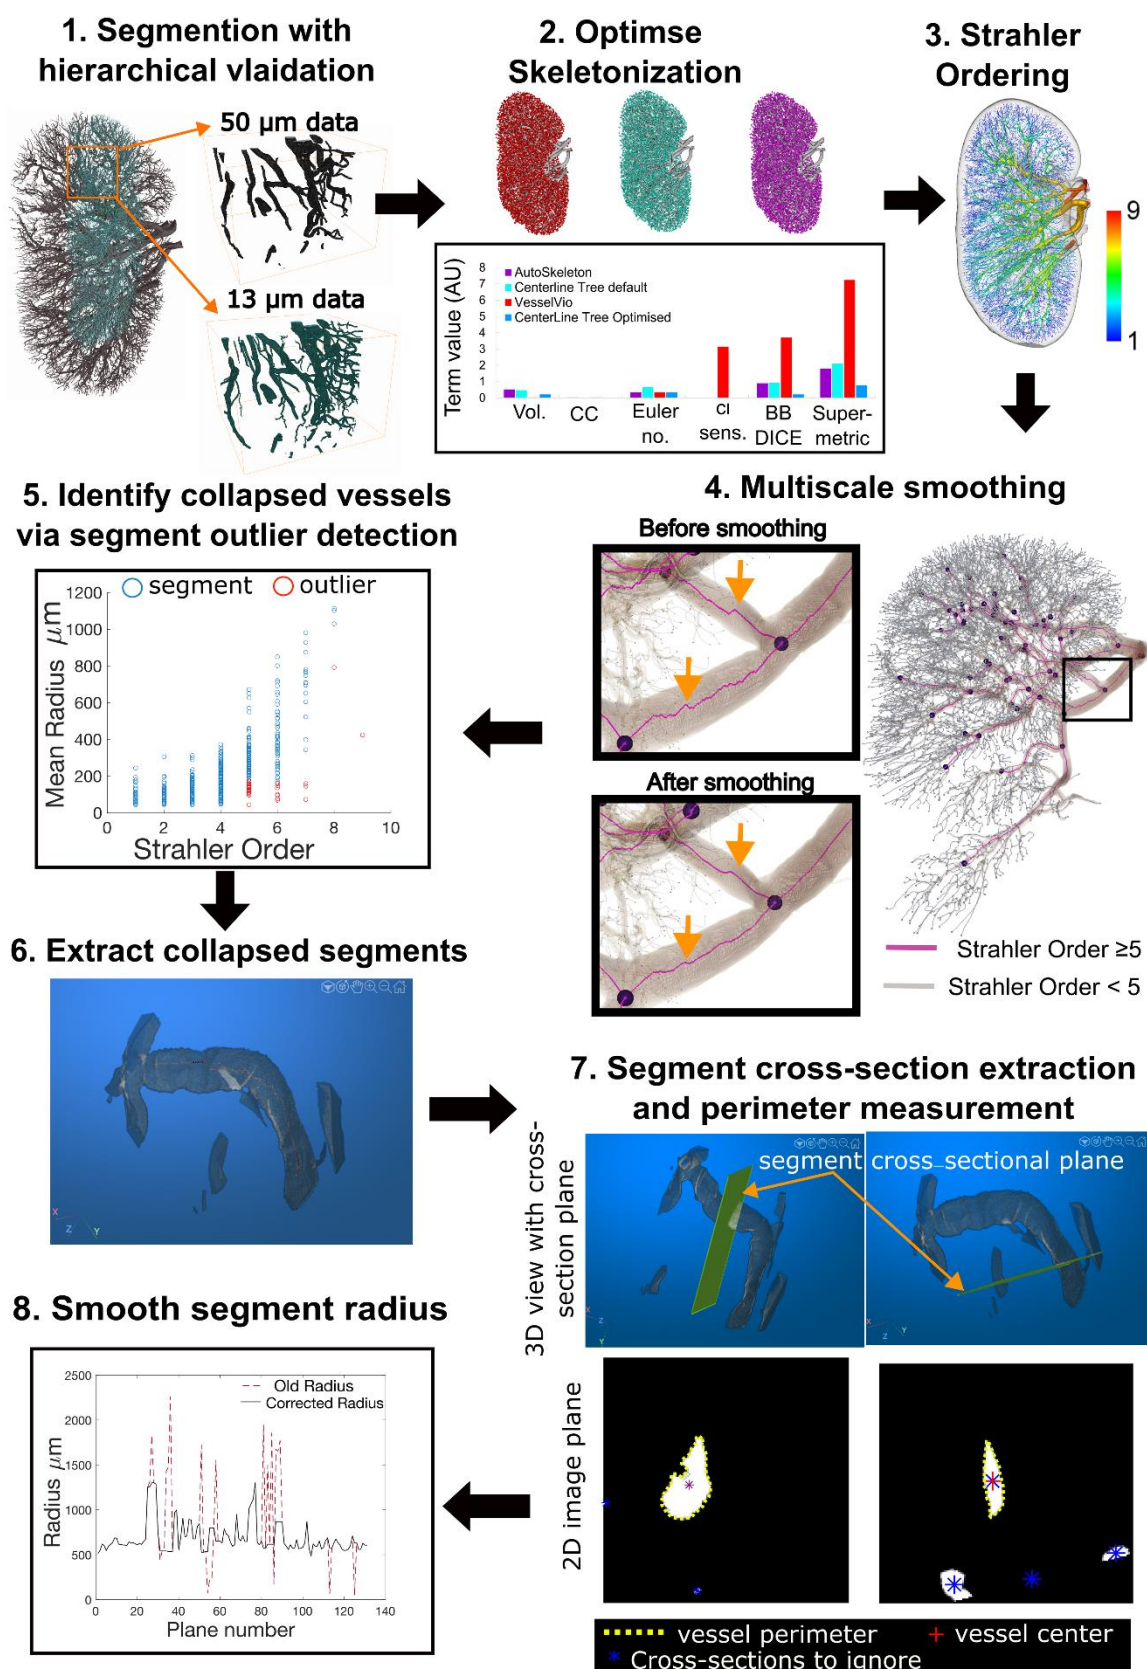 1. Segmention with
hierarchical vlaidation
50 µm data
13 µm data
2. Optimse
Skeletonization
Term value (AU)
8
7
6
5
4
3
2
1
0
AutoSkeleton
Centerline Tree default
VesselVio
CenterLine Tree Optimised
Vol.
CC
Euler
no.
cl
sens.
BB
DICE
Super-
metric
3. Strahler
Ordering
9
1
4. Multiscale smoothing
Before smoothing
After smoothing
Strahler Order ≥5
Strahler Order < 5
5. Identify collapsed vessels
via segment outlier detection
segment
outlier
Mean Radius µm
1200
1000
800
600
400
200
0
0 2 4 6 8 10
Strahler Order
6. Extract collapsed segments
X
Z
Y
7. Segment cross-section extraction
and perimeter measurement
3D view with cross-
section plane
segment cross-sectional plane
X
Z
Y
X
Z
Y
2D image plane
vessel perimeter
vessel center
Cross-sections to ignore
8. Smooth segment radius
Old Radius
Corrected Radius
Radius µm
2500
2000
1500
1000
500
0
0 20 40 60 80 100 120 140
Plane number